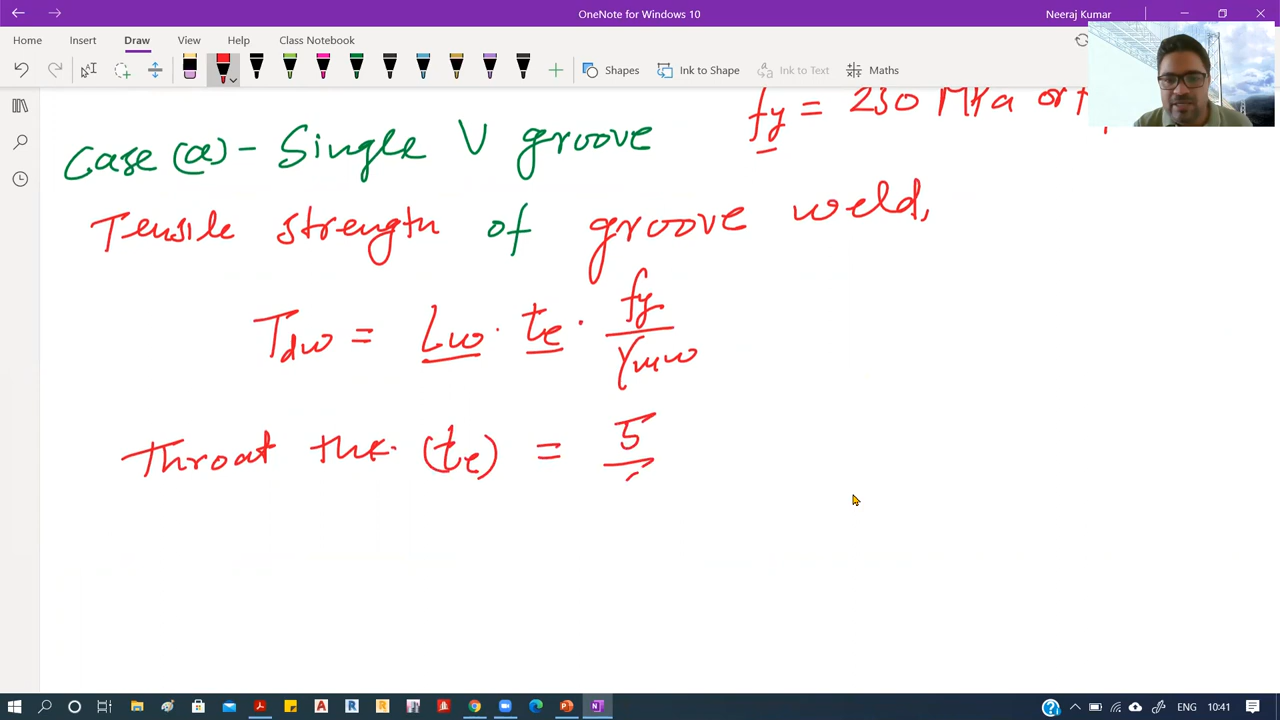 OneNote for Windows 10
Neeraj Kumar
Home Insert Draw View Help Class Notebook
Shapes Ink to Shape Ink to Text Maths
fy = 250 MPa or
Case (a) - Single V groove
Tensile strength of groove weld,
Tdw = Lw · te · fy / γmw
Throat thk. (te) = 5
ENG 10:41